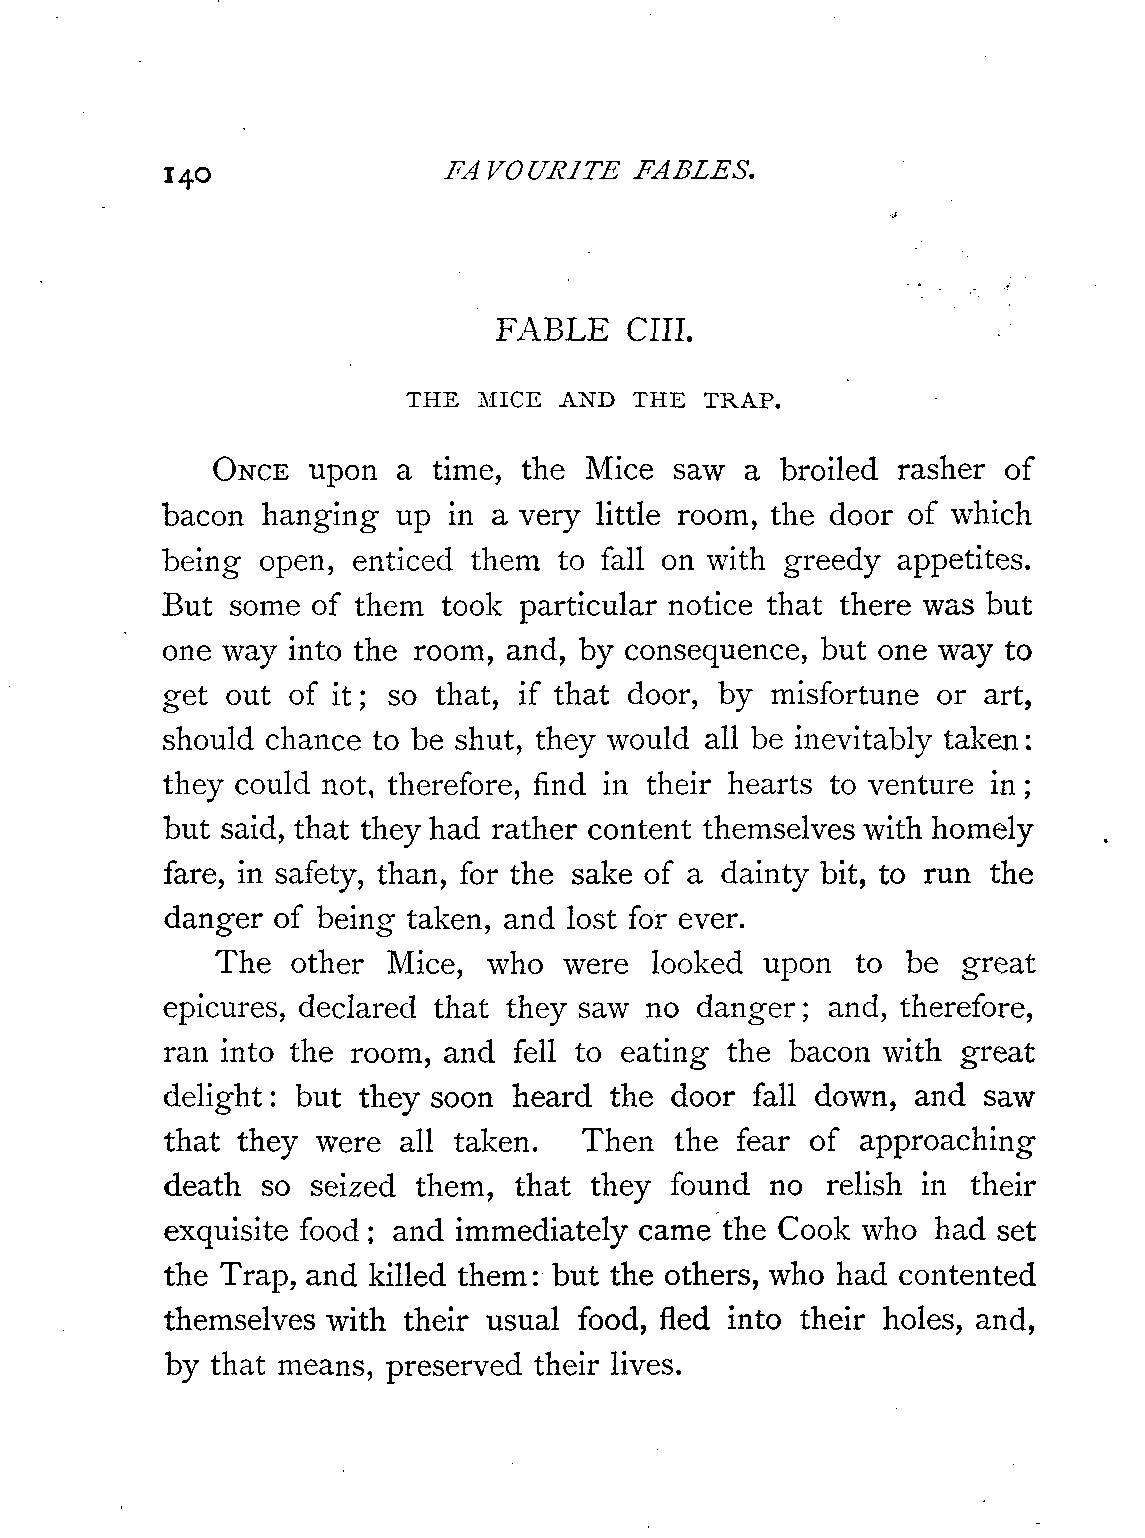 140 FAVOURITE FABLES.
FABLE CIII.
THE MICE AND THE TRAP.
ONCE upon a time, the Mice saw a broiled rasher of
bacon hanging up in a very little room, the door of which
being open, enticed them to fall on with greedy appetites.
But some of them took particular notice that there was but
one way into the room, and, by consequence, but one way to
get out of it; so that, if that door, by misfortune or art,
should chance to be shut, they would all be inevitably taken:
they could not, therefore, find in their hearts to venture in;
but said, that they had rather content themselves with homely
fare, in safety, than, for the sake of a dainty bit, to run the
danger of being taken, and lost for ever.
The other Mice, who were looked upon to be great
epicures, declared that they saw no danger; and, therefore,
ran into the room, and fell to eating the bacon with great
delight: but they soon heard the door fall down, and saw
that they were all taken. Then the fear of approaching
death so seized them, that they found no relish in their
exquisite food; and immediately came the Cook who had set
the Trap, and killed them: but the others, who had contented
themselves with their usual food, fled into their holes, and,
by that means, preserved their lives.